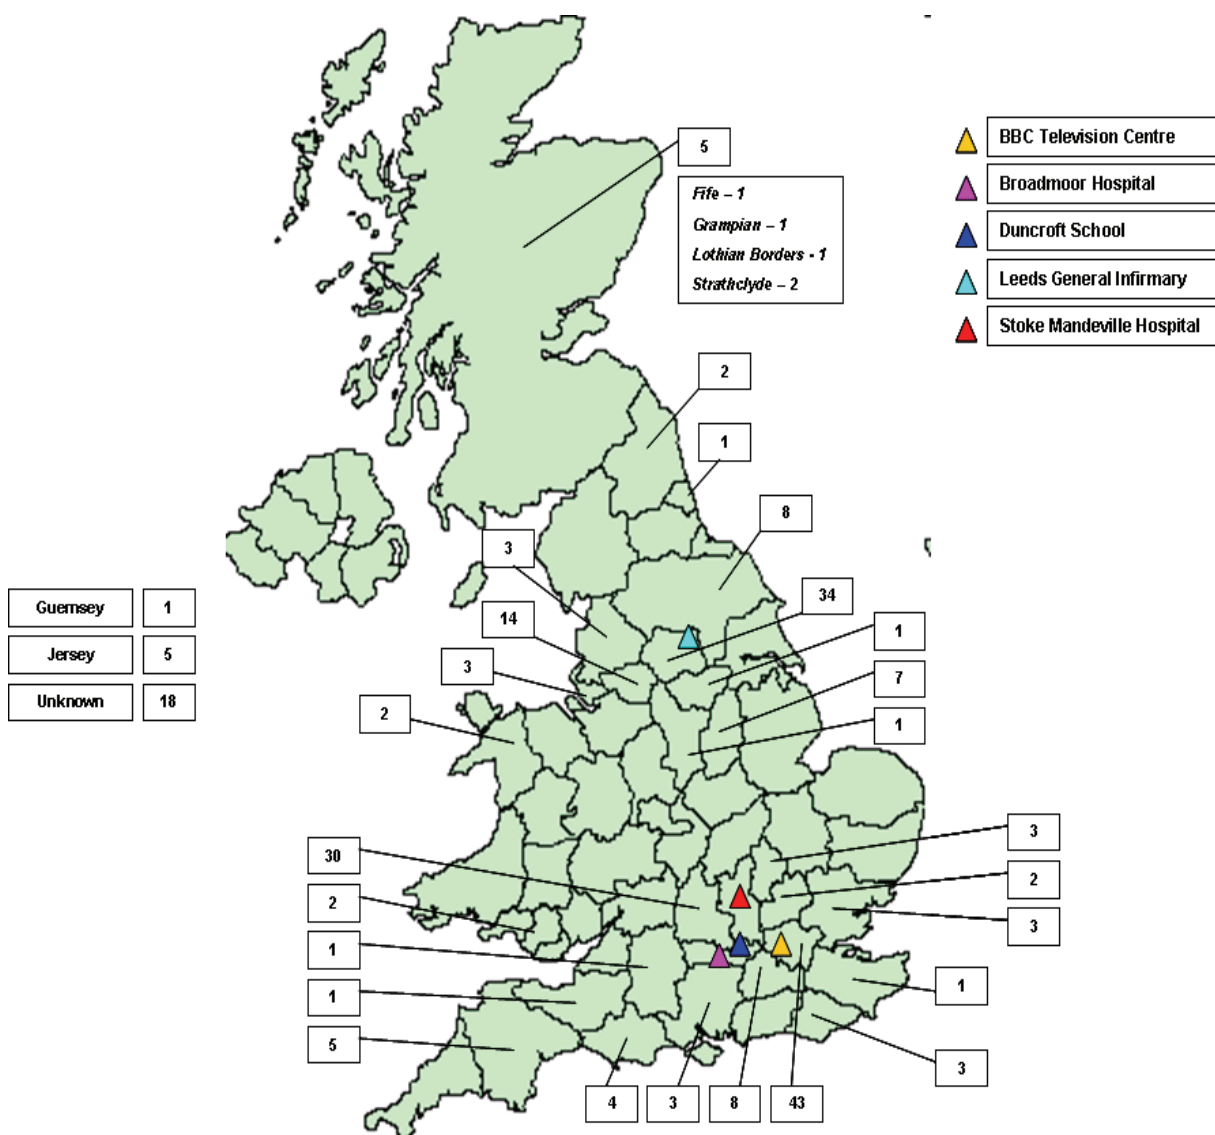 5
Fife – 1
Grampian – 1
Lothian Borders - 1
Strathclyde – 2
BBC Television Centre
Broadmoor Hospital
Duncroft School
Leeds General Infirmary
Stoke Mandeville Hospital
2
1
8
3
34
14
1
3
7
2
1
Guernsey 1
Jersey 5
Unknown 18
30
3
2
2
1
3
1
1
5
3
4
3
8
43